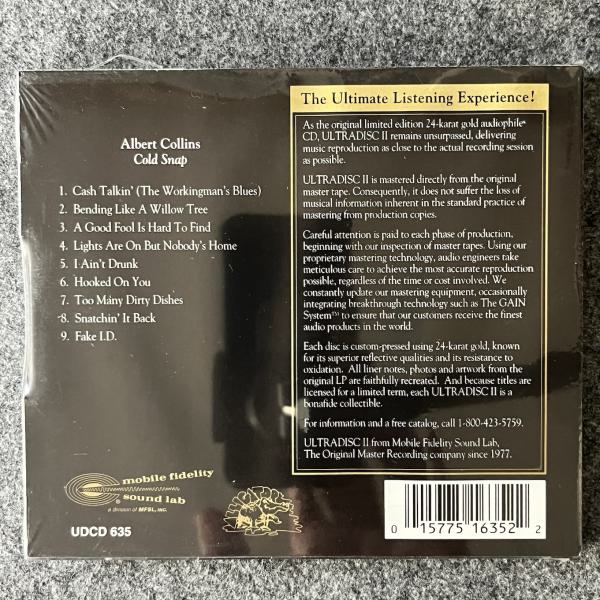 Albert Collins
Cold Snap
1. Cash Talkin' (The Workingman's Blues)
2. Bending Like A Willow Tree
3. A Good Fool Is Hard To Find
4. Lights Are On But Nobody's Home
5. I Ain't Drunk
6. Hooked On You
7. Too Many Dirty Dishes
8. Snatchin' It Back
9. Fake I.D.
The Ultimate Listening Experience!
As the original limited edition 24-karat gold audiophile
CD, ULTRADISC II remains unsurpassed, delivering
music reproduction as close to the actual recording session
as possible.
ULTRADISC II is mastered directly from the original
master tape. Consequently, it does not suffer the loss of
musical information inherent in the standard practice of
mastering from production copies.
Careful attention is paid to each phase of production,
beginning with our inspection of master tapes. Using our
proprietary mastering technology, audio engineers take
meticulous care to achieve the most accurate reproduction
possible, regardless of the time or cost involved. We
constantly update our mastering equipment, occasionally
integrating breakthrough technology such as The GAIN
System™ to ensure that our customers receive the finest
audio products in the world.
Each disc is custom-pressed using 24-karat gold, known
for its superior reflective qualities and its resistance to
oxidation. All liner notes, photos and artwork from the
original LP are faithfully recreated. And because titles are
licensed for a limited term, each ULTRADISC II is a
bonafide collectible.
For information and a free catalog, call 1-800-423-5759.
ULTRADISC II from Mobile Fidelity Sound Lab,
The Original Master Recording company since 1977.
mobile fidelity
sound lab
a division of MFSL, INC.
UDCD 635
0 15775 16352 2